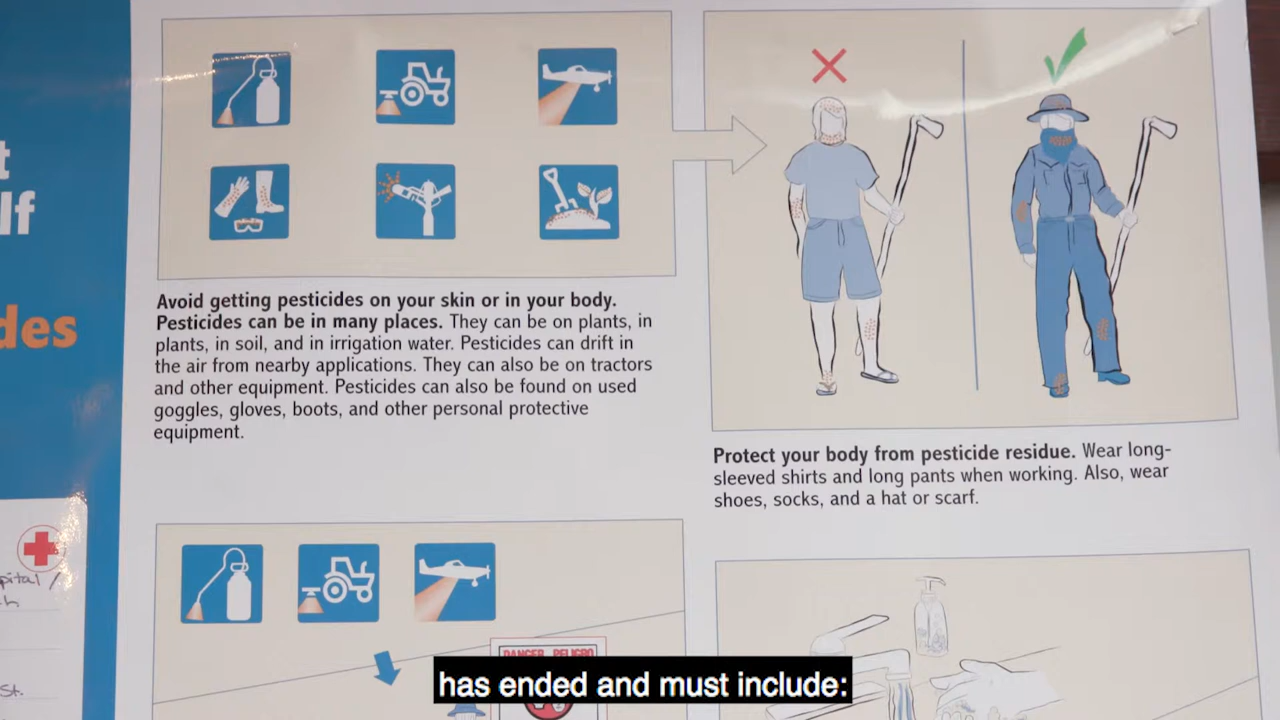 t
lf
des
Avoid getting pesticides on your skin or in your body.
Pesticides can be in many places. They can be on plants, in
plants, in soil, and in irrigation water. Pesticides can drift in
the air from nearby applications. They can also be on tractors
and other equipment. Pesticides can also be found on used
goggles, gloves, boots, and other personal protective
equipment.
Protect your body from pesticide residue. Wear long-
sleeved shirts and long pants when working. Also, wear
shoes, socks, and a hat or scarf.
pital /
h
St.
DANGER PELIGRO
has ended and must include: